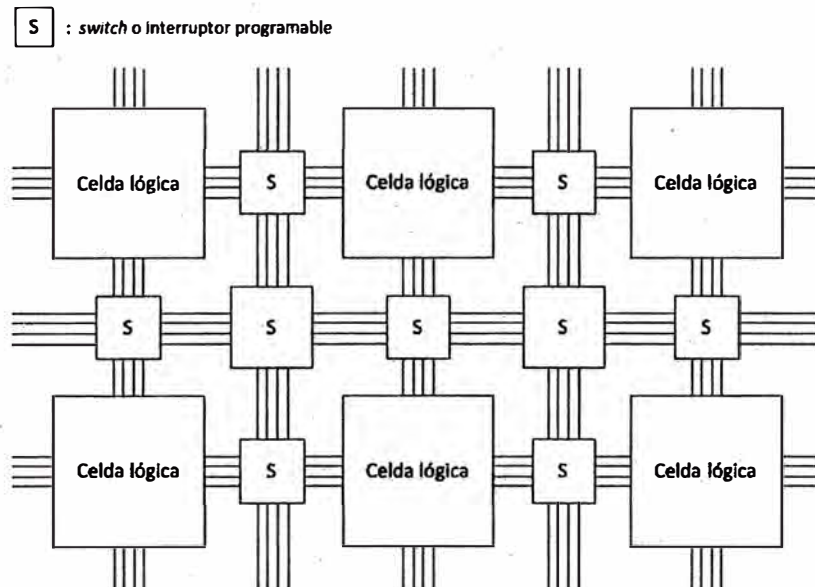 S : switch o interruptor programable
Celda lógica S Celda lógica S Celda lógica
S S S S S
Celda lógica S Celda lógica S Celda lógica